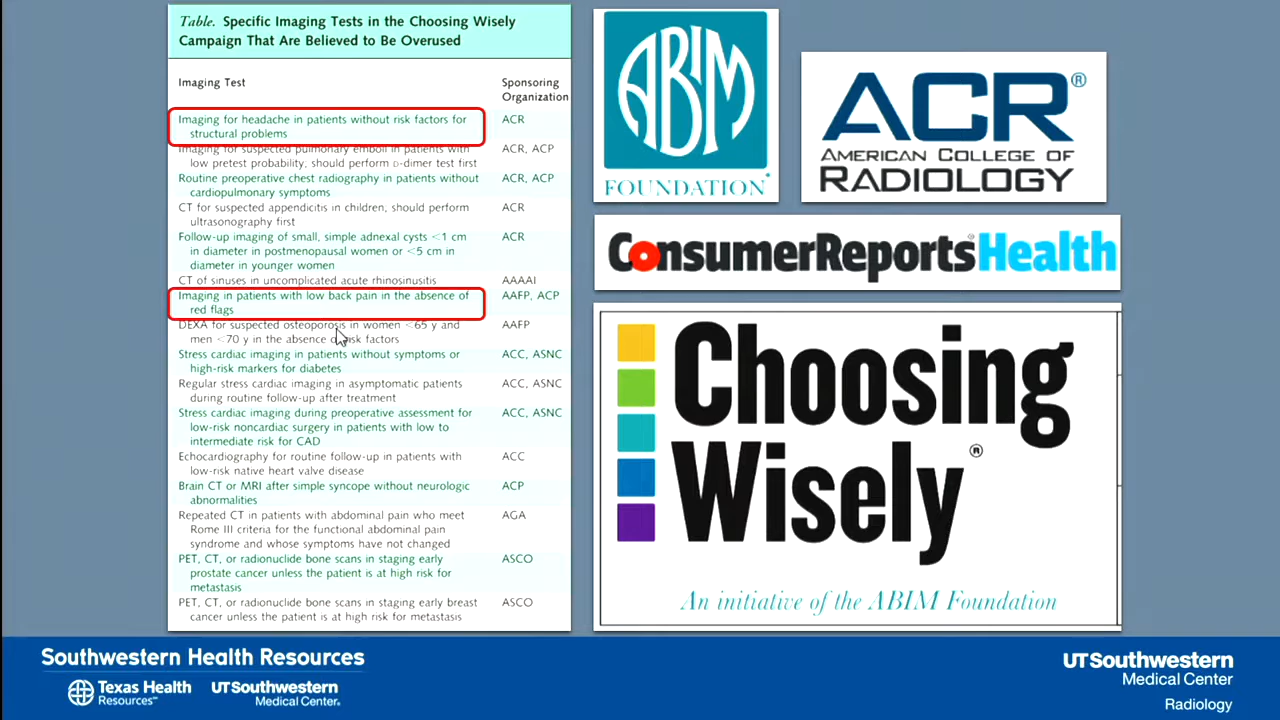 Table. Specific Imaging Tests in the Choosing Wisely
Campaign That Are Believed to Be Overused
Imaging Test
Sponsoring
Organization
Imaging for headache in patients without risk factors for
structural problems
ACR
Imaging for suspected pulmonary emboli in patients with
low pretest probability, should perform D-dimer test first
ACR, ACP
Routine preoperative chest radiography in patients without
cardiopulmonary symptoms
ACR, ACP
CT for suspected appendicitis in children, should perform
ultrasonography first
ACR
Follow-up imaging of small, simple adnexal cysts <1 cm
in diameter in postmenopausal women or <5 cm in
diameter in younger women
ACR
CT of sinuses in uncomplicated acute rhinosinusitis
AAAAI
Imaging in patients with low back pain in the absence of
red flags
AAFP, ACP
DEXA for suspected osteoporosis in women <65 y and
men <70 y in the absence of risk factors
AAFP
Stress cardiac imaging in patients without symptoms or
high-risk markers for diabetes
ACC, ASNC
Regular stress cardiac imaging in asymptomatic patients
during routine follow-up after treatment
ACC, ASNC
Stress cardiac imaging during preoperative assessment for
low-risk noncardiac surgery in patients with low to
intermediate risk for CAD
ACC, ASNC
Echocardiography for routine follow-up in patients with
low-risk native heart valve disease
ACC
Brain CT or MRI after simple syncope without neurologic
abnormalities
ACP
Repeated CT in patients with abdominal pain who meet
Rome III criteria for the functional abdominal pain
syndrome and whose symptoms have not changed
AGA
PET, CT, or radionuclide bone scans in staging early
prostate cancer unless the patient is at high risk for
metastasis
ASCO
PET, CT, or radionuclide bone scans in staging early breast
cancer unless the patient is at high risk for metastasis
ASCO
ABIM
FOUNDATION
ACR®
AMERICAN COLLEGE OF
RADIOLOGY
ConsumerReports®Health
Choosing
Wisely®
An initiative of the ABIM Foundation
Southwestern Health Resources
Texas Health
Resources℠
UTSouthwestern
Medical Center®
UTSouthwestern
Medical Center
Radiology